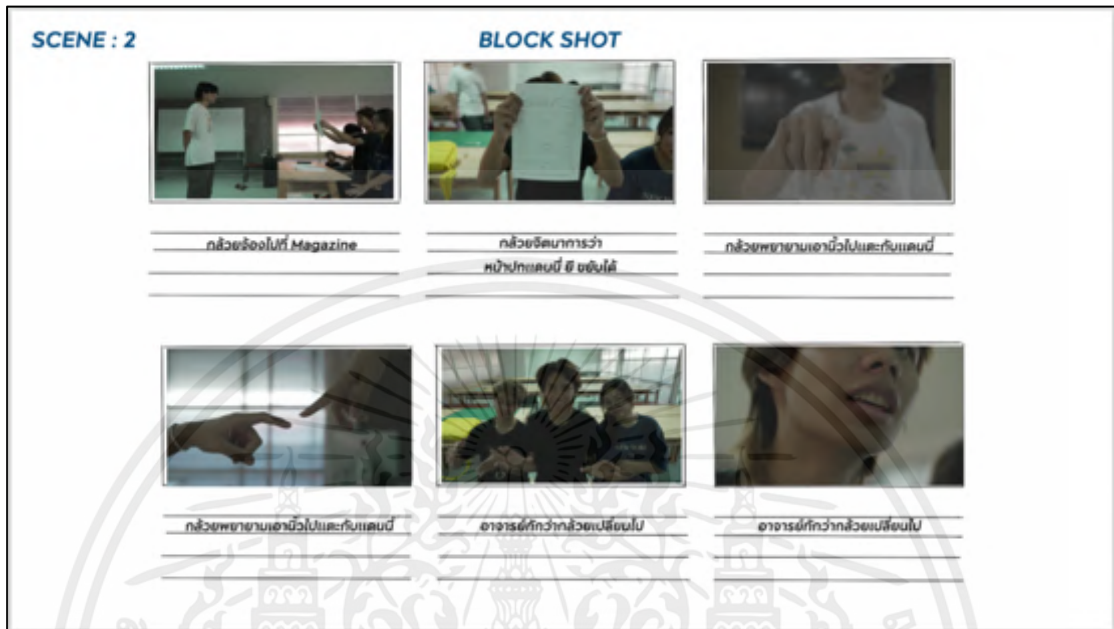 SCENE : 2
BLOCK SHOT
กล้วยจ้องไปที่ Magazine
กล้วยจิตนาการว่า
หน้าปกแดนนี่ ยี ขยับได้
กล้วยพยายามเอานิ้วไปแตะกับแดนนี่
กล้วยพยายามเอานิ้วไปแตะกับแดนนี่
อาจารย์ทักว่ากล้วยเปลี่ยนไป
อาจารย์ทักว่ากล้วยเปลี่ยนไป